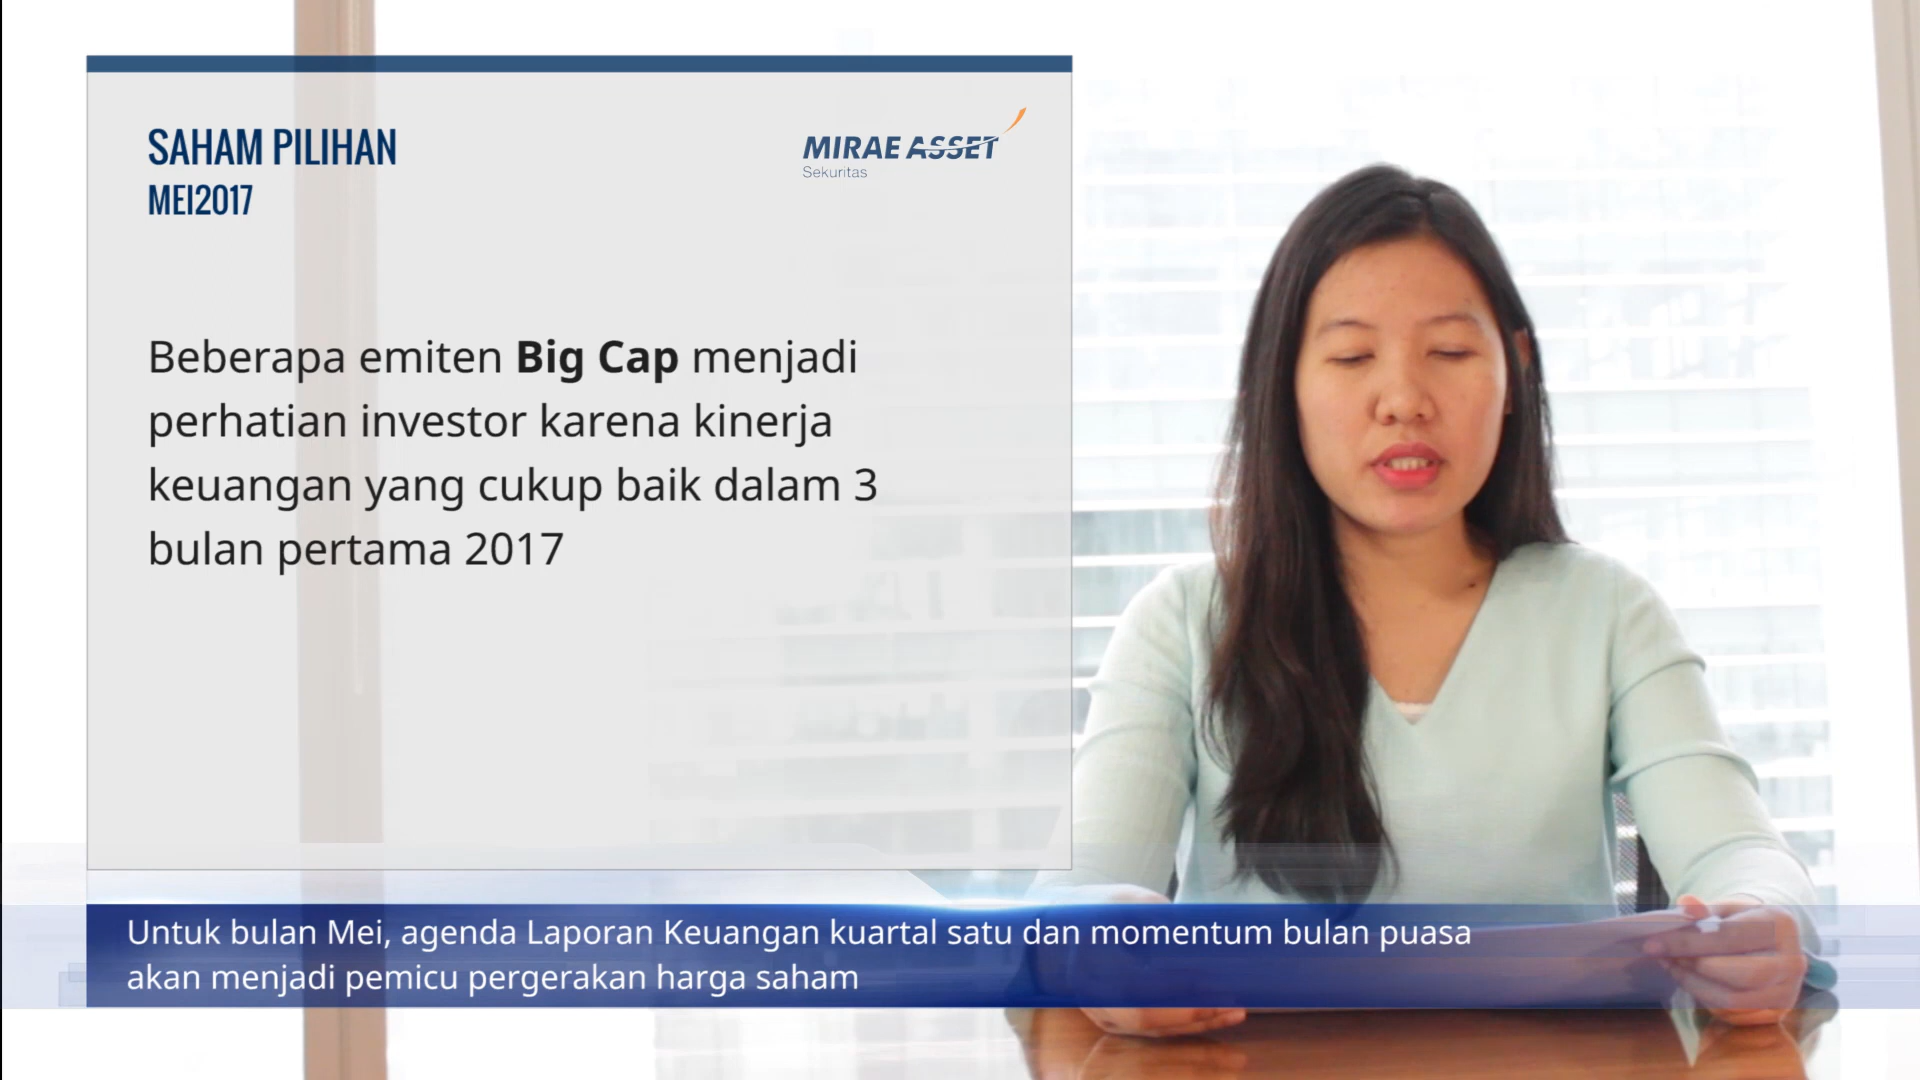 SAHAM PILIHAN
MEI2017
MIRAE ASSET
Sekuritas
Beberapa emiten Big Cap menjadi
perhatian investor karena kinerja
keuangan yang cukup baik dalam 3
bulan pertama 2017
Untuk bulan Mei, agenda Laporan Keuangan kuartal satu dan momentum bulan puasa
akan menjadi pemicu pergerakan harga saham